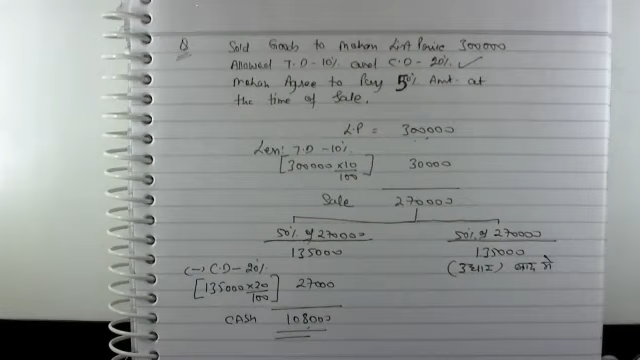 Q Sold Goods to Mohan List Price 300000
Allowed T.D-10% and C.D-20% ✓
Mohan Agree to Pay 50% Amt. at
the time of Sale.
L.P = 300000
Less: T.D-10%
[300000×10/100] 30000
Sale 270000
50% of 270000 50% of 270000
135000 135000
(-) C.D-20% (उधार) बाद में
[135000×20/100] 27000
CASH 108000